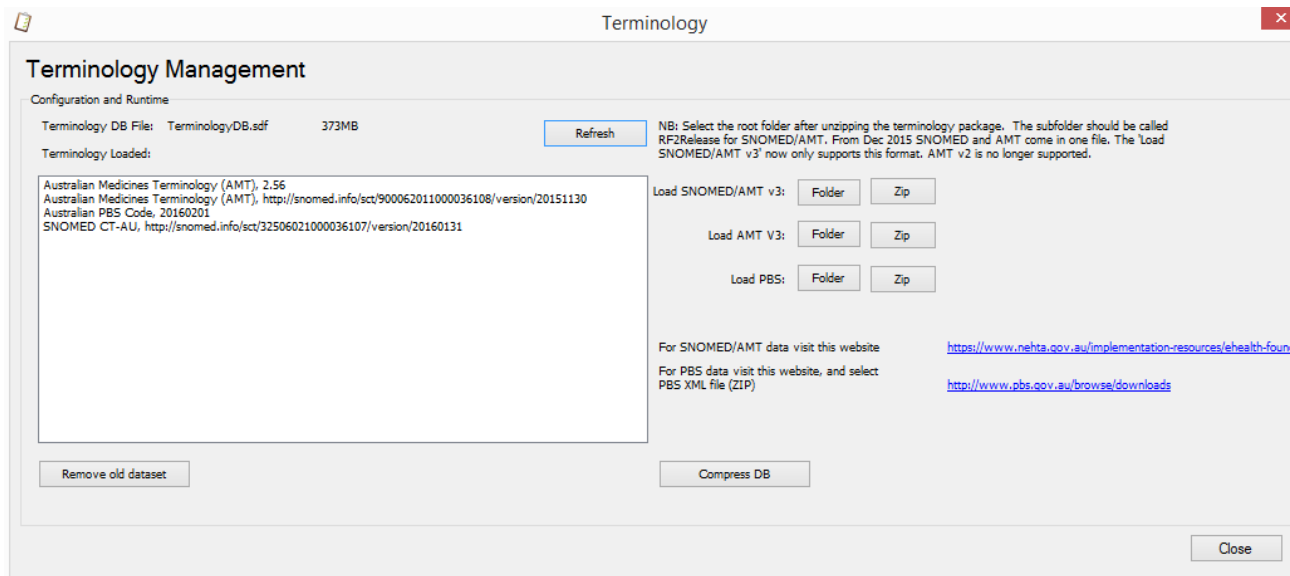 Terminology
Terminology Management
Configuration and Runtime
Terminology DB File: TerminologyDB.sdf 373MB
Refresh
Terminology Loaded:
NB: Select the root folder after unzipping the terminology package. The subfolder should be called
RF2Release for SNOMED/AMT. From Dec 2015 SNOMED and AMT come in one file. The 'Load
SNOMED/AMT v3' now only supports this format. AMT v2 is no longer supported.
Australian Medicines Terminology (AMT), 2.56
Australian Medicines Terminology (AMT), http://snomed.info/sct/900062011000036108/version/20151130
Australian PBS Code, 20160201
SNOMED CT-AU, http://snomed.info/sct/32506021000036107/version/20160131
Load SNOMED/AMT v3: Folder Zip
Load AMT V3: Folder Zip
Load PBS: Folder Zip
For SNOMED/AMT data visit this website https://www.nehta.gov.au/implementation-resources/ehealth-foun
For PBS data visit this website, and select
PBS XML file (ZIP) http://www.pbs.gov.au/browse/downloads
Remove old dataset
Compress DB
Close